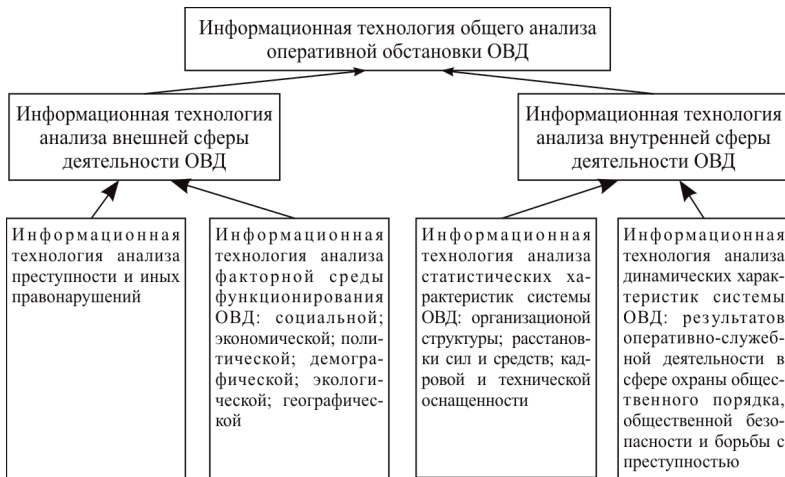 Информационная технология общего анализа
оперативной обстановки ОВД
Информационная технология
анализа внешней сферы
деятельности ОВД
Информационная технология
анализа внутренней сферы
деятельности ОВД
Информационная
технология анализа
преступности и иных
правонарушений
Информационная
технология анализа
факторной среды
функционирования
ОВД: социальной;
экономической; поли-
тической; демогра-
фической; экологи-
ческой; географичес-
кой
Информационная
технология анализа
статистических ха-
рактеристик системы
ОВД: организационой
структуры; расстанов-
ки сил и средств; кад-
ровой и технической
оснащенности
Информационная
технология анализа
динамических харак-
теристик системы
ОВД: результатов
оперативно-служеб-
ной деятельности в
сфере охраны общес-
твенного порядка,
общественной безо-
пасности и борьбы с
преступностью